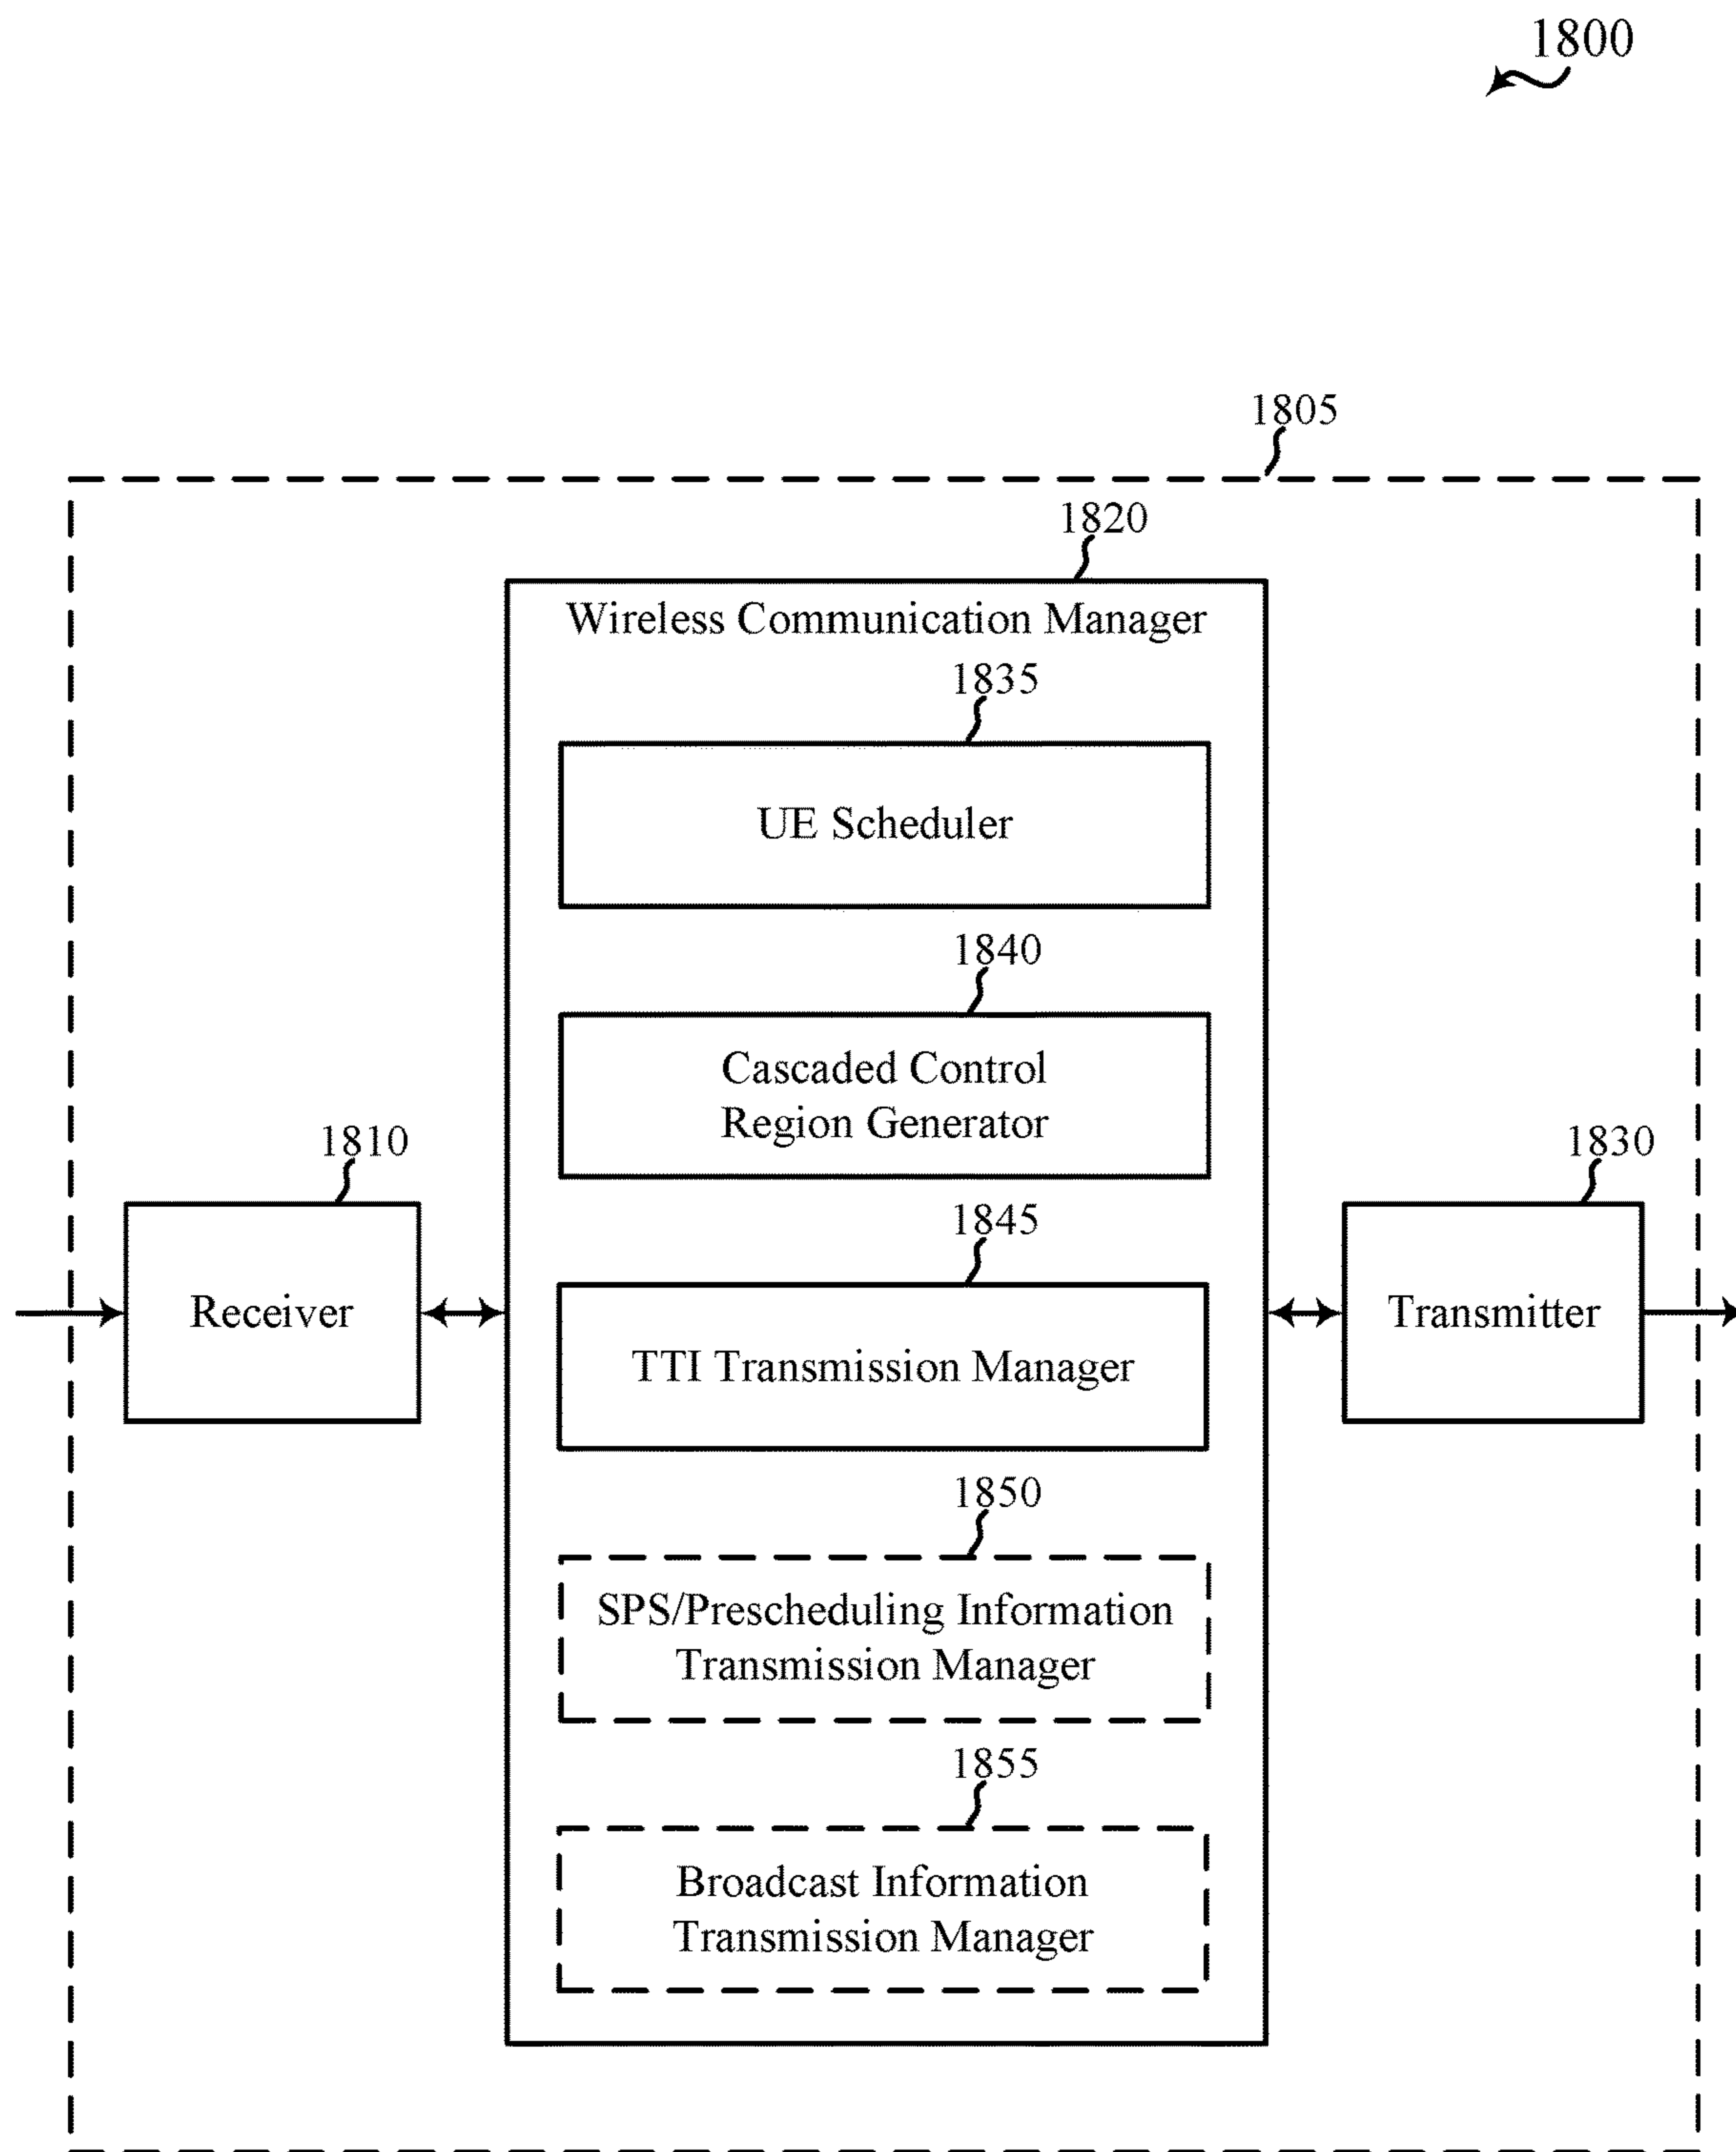 1800
1805
1820
Wireless Communication Manager
1835
UE Scheduler
1840
Cascaded Control
Region Generator
1810
1830
1845
Receiver
Transmitter
TTI Transmission Manager
1850
SPS/Prescheduling Information
Transmission Manager
1855
Broadcast Information
Transmission Manager